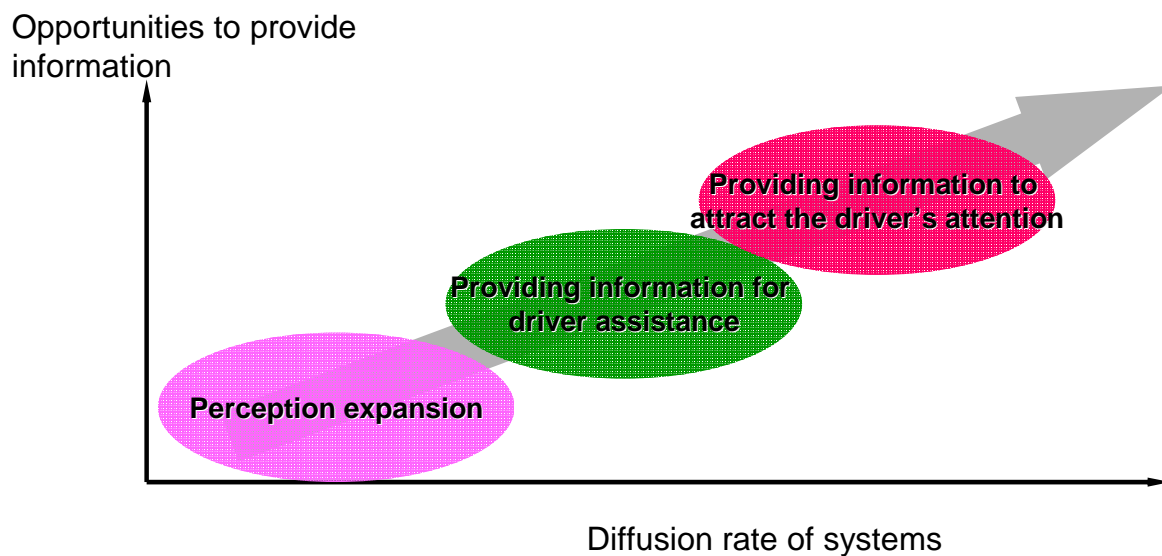 Opportunities to provide
information
Providing information to
attract the driver’s attention
Providing information for
driver assistance
Perception expansion
Diffusion rate of systems